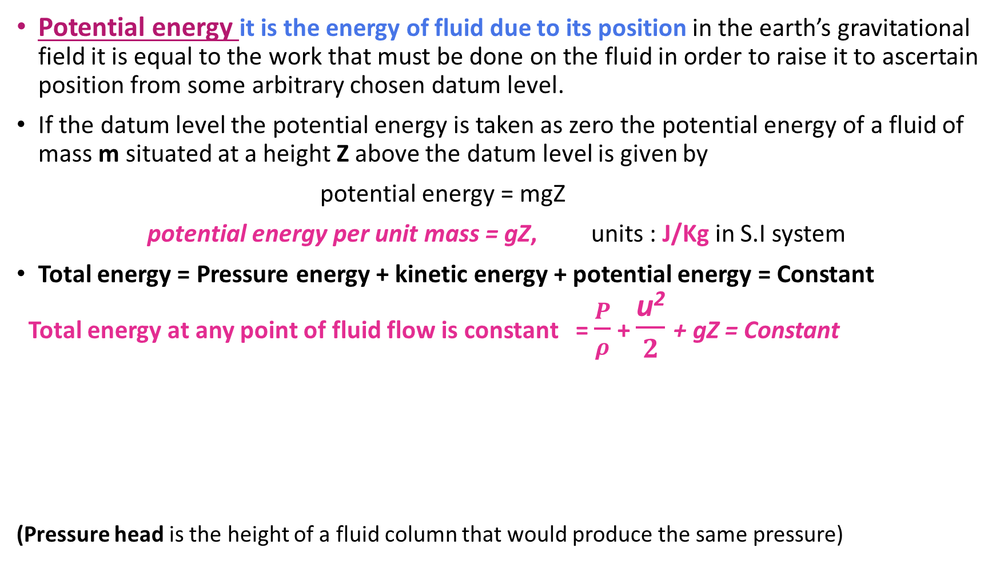 • Potential energy it is the energy of fluid due to its position in the earth’s gravitational
field it is equal to the work that must be done on the fluid in order to raise it to ascertain
position from some arbitrary chosen datum level.
• If the datum level the potential energy is taken as zero the potential energy of a fluid of
mass m situated at a height Z above the datum level is given by
potential energy = mgZ
potential energy per unit mass = gZ, units : J/Kg in S.I system
• Total energy = Pressure energy + kinetic energy + potential energy = Constant
Total energy at any point of fluid flow is constant = P/ρ + u²/2 + gZ = Constant
(Pressure head is the height of a fluid column that would produce the same pressure)